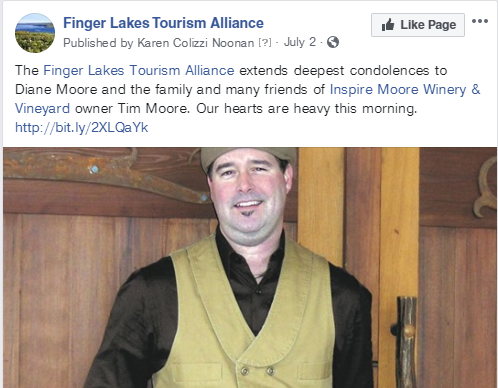 Finger Lakes Tourism Alliance
Like Page
Published by Karen Colizzi Noonan [?] · July 2 ·
The Finger Lakes Tourism Alliance extends deepest condolences to
Diane Moore and the family and many friends of Inspire Moore Winery &
Vineyard owner Tim Moore. Our hearts are heavy this morning.
http://bit.ly/2XLQaYk